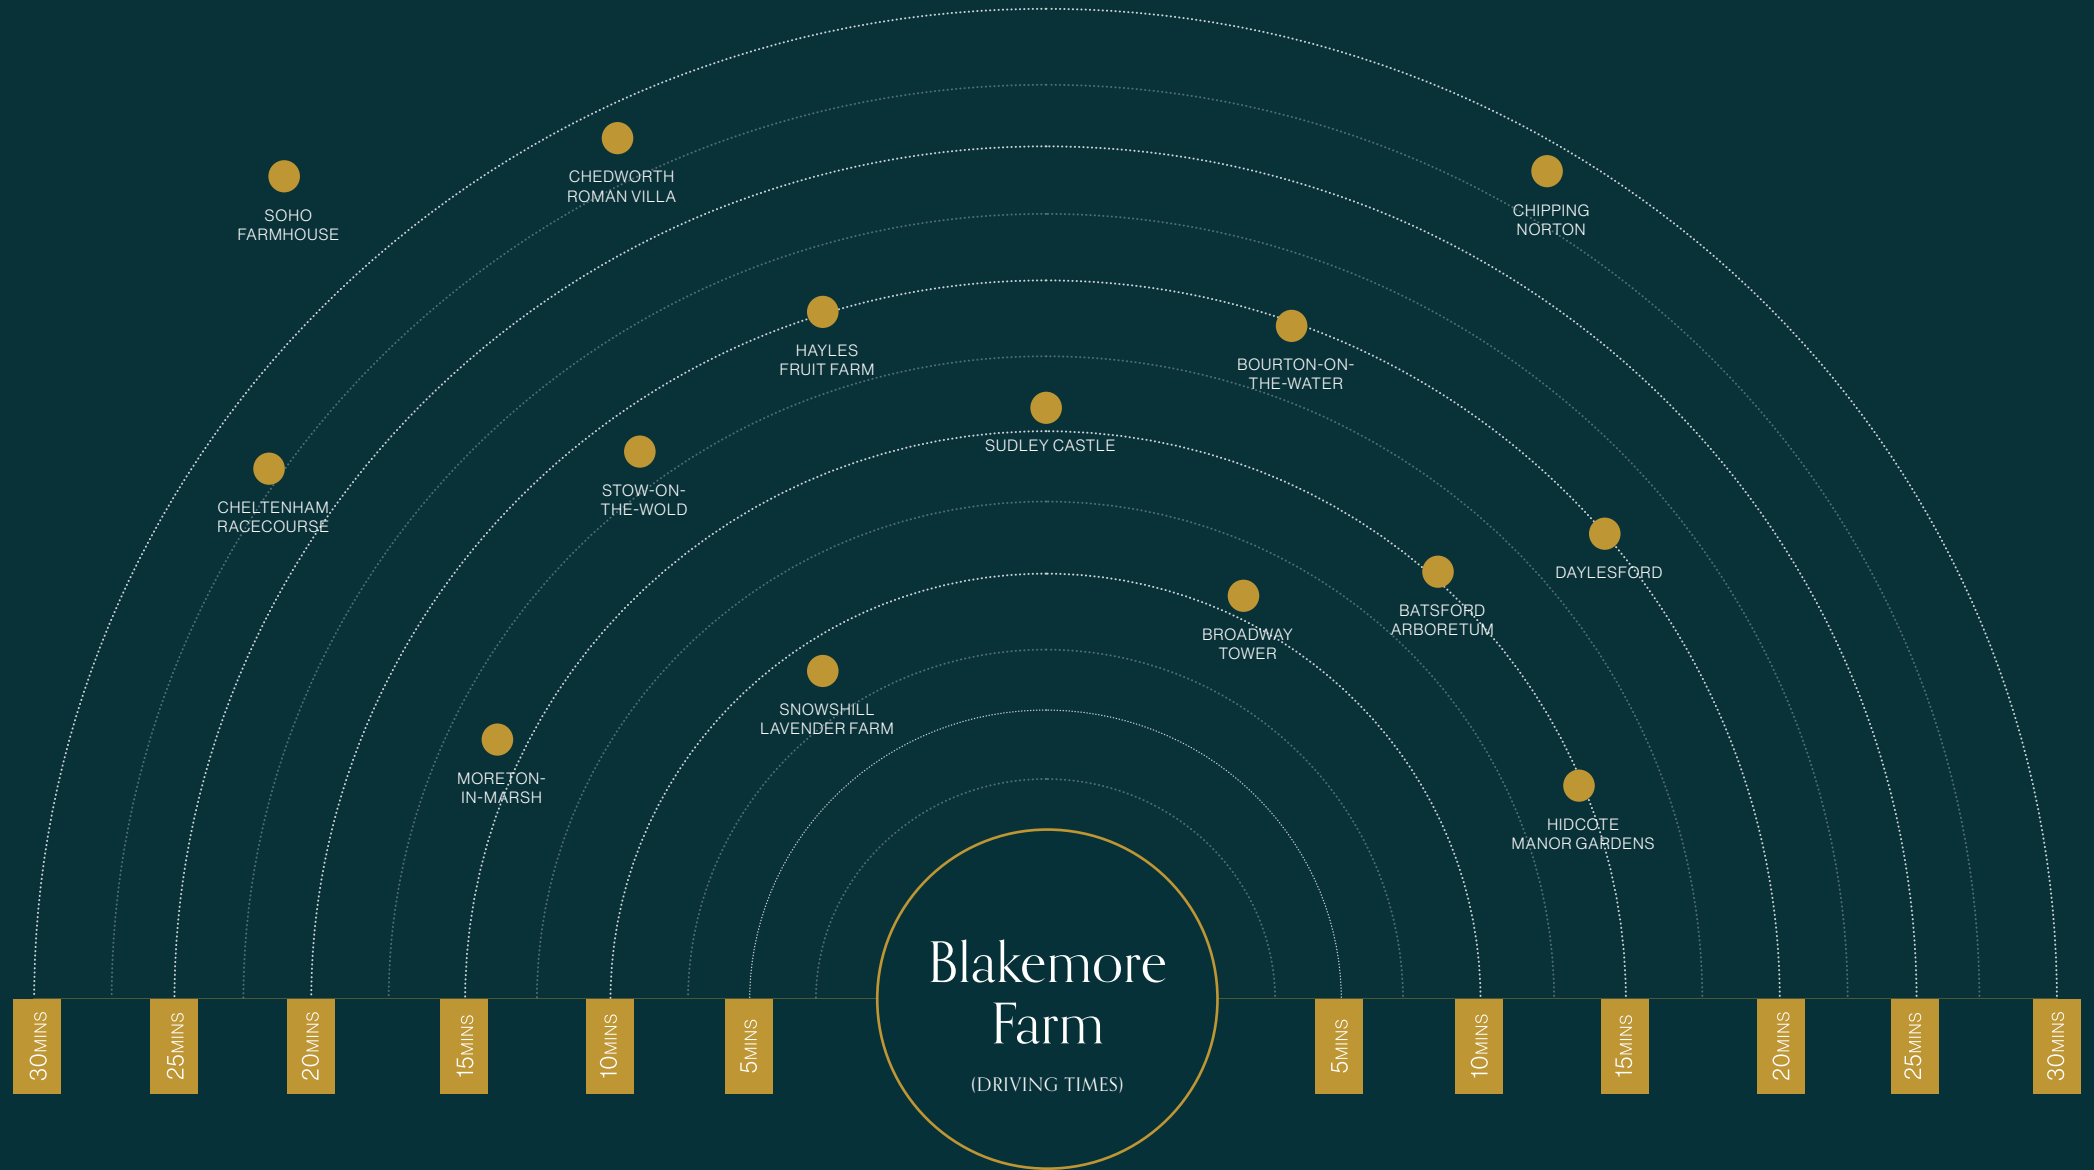 SOHO
FARMHOUSE
CHEDWORTH
ROMAN VILLA
CHIPPING
NORTON
HAYLES
FRUIT FARM
BOURTON-ON-
THE-WATER
SUDLEY CASTLE
CHELTENHAM
RACECOURSE
STOW-ON-
THE-WOLD
DAYLESFORD
BATSFORD
ARBORETUM
BROADWAY
TOWER
SNOWSHILL
LAVENDER FARM
MORETON-
IN-MARSH
HIDCOTE
MANOR GARDENS
Blakemore
Farm
(DRIVING TIMES)
30MINS
25MINS
20MINS
15MINS
10MINS
5MINS
5MINS
10MINS
15MINS
20MINS
25MINS
30MINS